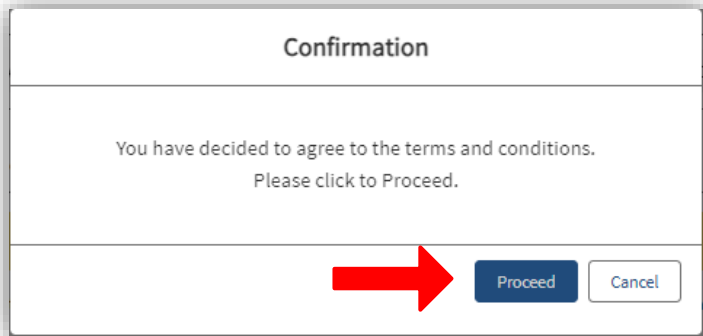 Confirmation
You have decided to agree to the terms and conditions.
Please click to Proceed.
Proceed
Cancel